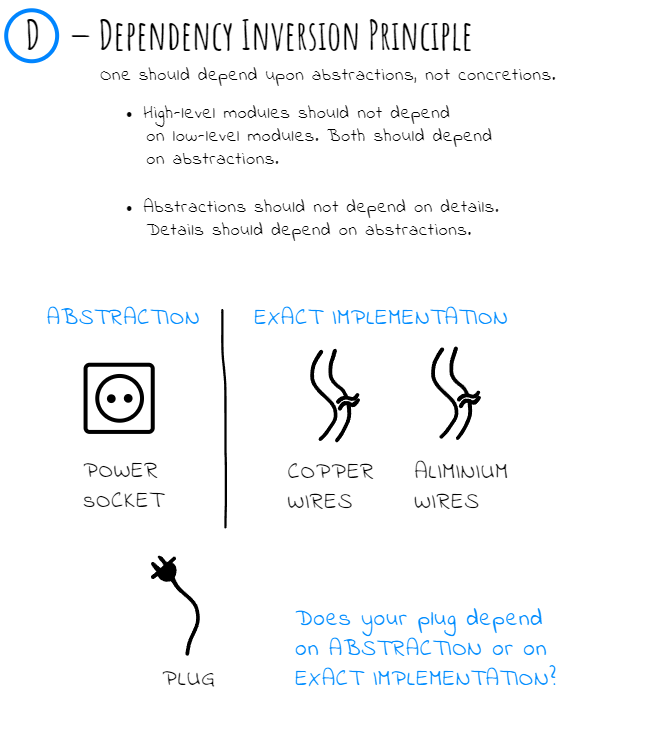 D – Dependency Inversion Principle
One should depend upon abstractions, not concretions.
• High-level modules should not depend
on low-level modules. Both should depend
on abstractions.
• Abstractions should not depend on details.
Details should depend on abstractions.
ABSTRACTION
EXACT IMPLEMENTATION
POWER
SOCKET
COPPER
WIRES
ALIMINIUM
WIRES
PLUG
Does your plug depend
on ABSTRACTION or on
EXACT IMPLEMENTATION?